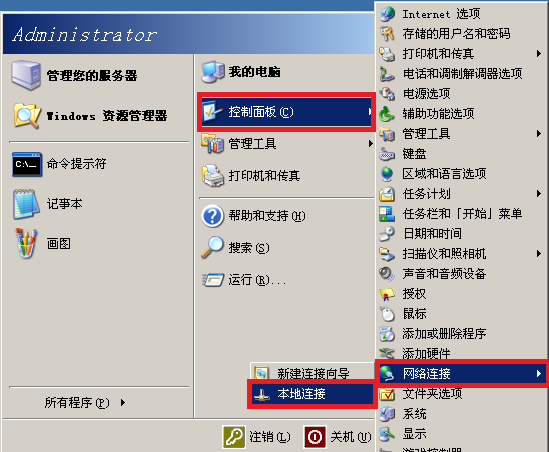 Administrator
管理您的服务器
Windows 资源管理器
命令提示符
记事本
画图
所有程序(P)
我的电脑
控制面板(C)
管理工具
打印机和传真
帮助和支持(H)
搜索(S)
运行(R)...
新建连接向导
本地连接
注销(L)
关机(U)
Internet 选项
存储的用户名和密码
打印机和传真
电话和调制解调器选项
电源选项
辅助功能选项
管理工具
键盘
区域和语言选项
任务计划
任务栏和「开始」菜单
日期和时间
扫描仪和照相机
声音和音频设备
授权
鼠标
添加或删除程序
添加硬件
网络连接
文件夹选项
系统
显示
游戏控制器